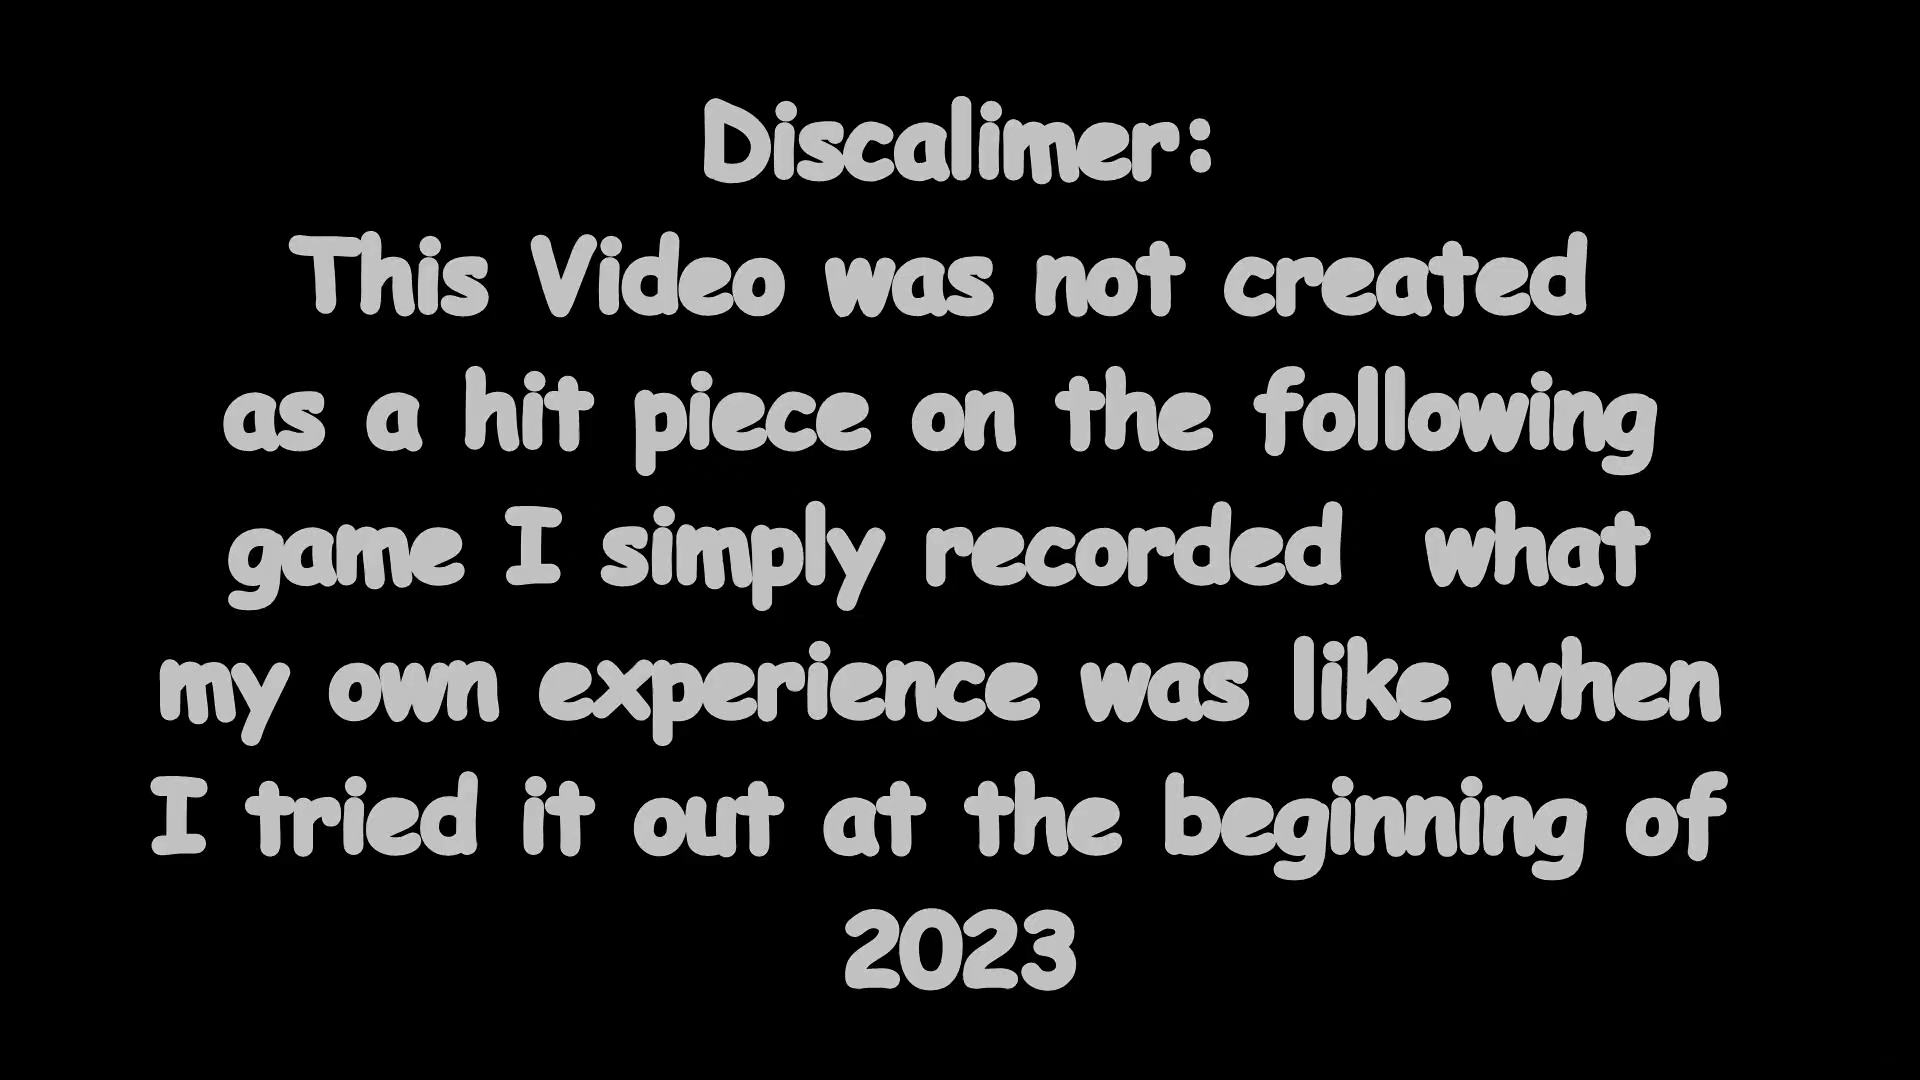 Discalimer:
This Video was not created
as a hit piece on the following
game I simply recorded  what
my own experience was like when
I tried it out at the beginning of
2023